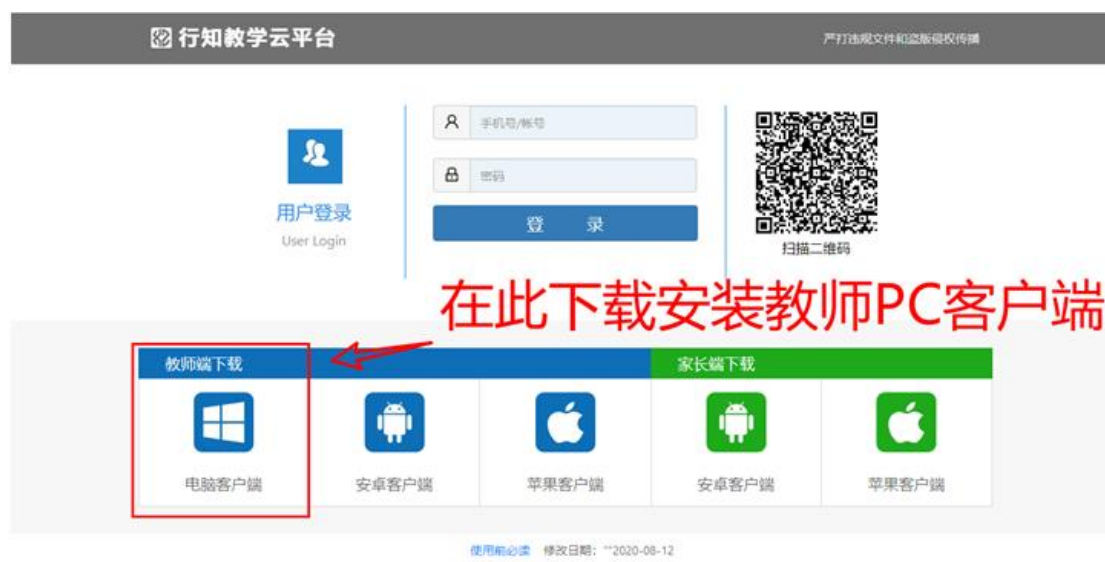 行知教学云平台
严打违规文件和盗版侵权传播
手机号/帐号
密码
用户登录
User Login
登 录
扫描二维码
在此下载安装教师PC客户端
教师端下载
家长端下载
电脑客户端
安卓客户端
苹果客户端
安卓客户端
苹果客户端
使用前必读 修改日期：""2020-08-12